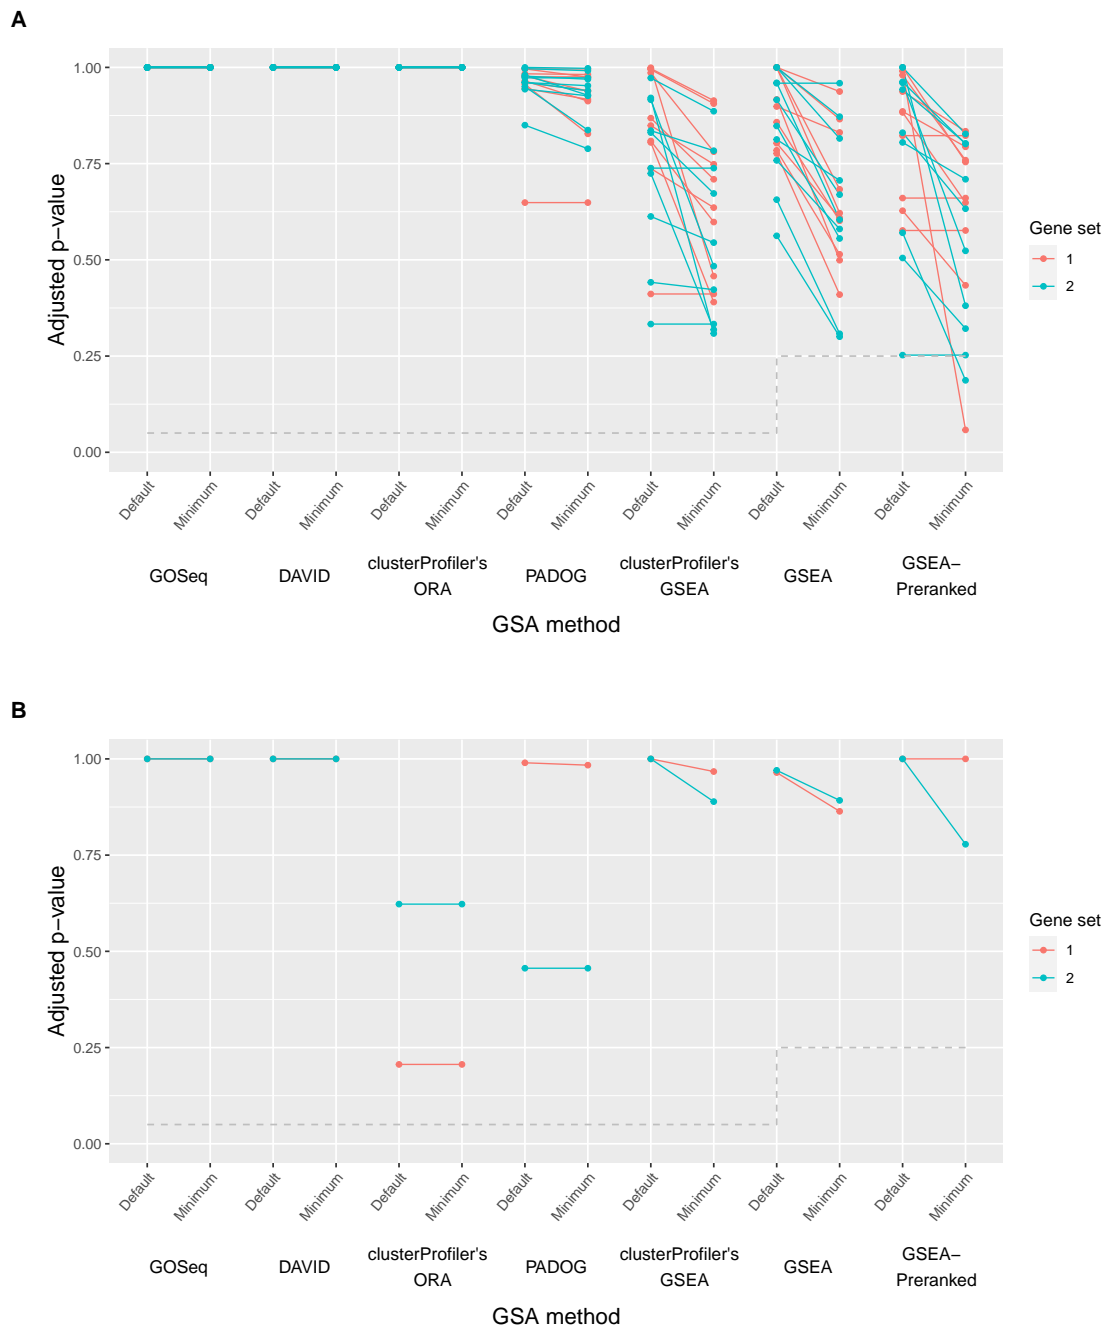 A
Adjusted p−value
1.00
0.75
0.50
0.25
0.00
Default
Minimum
Default
Minimum
Default
Minimum
Default
Minimum
Default
Minimum
Default
Minimum
Default
Minimum
GOSeq
DAVID
clusterProfiler's
ORA
PADOG
clusterProfiler's
GSEA
GSEA
GSEA−
Preranked
GSA method
Gene set
1
2
B
Adjusted p−value
1.00
0.75
0.50
0.25
0.00
Default
Minimum
Default
Minimum
Default
Minimum
Default
Minimum
Default
Minimum
Default
Minimum
Default
Minimum
GOSeq
DAVID
clusterProfiler's
ORA
PADOG
clusterProfiler's
GSEA
GSEA
GSEA−
Preranked
GSA method
Gene set
1
2